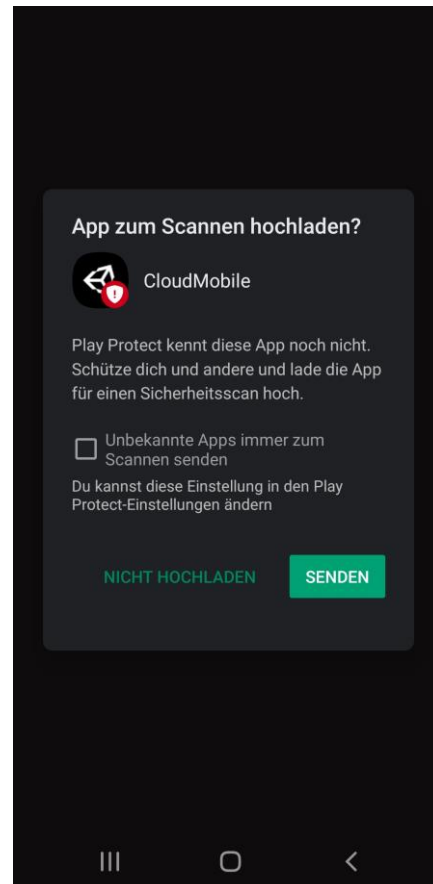 App zum Scannen hochladen?
CloudMobile
Play Protect kennt diese App noch nicht.
Schütze dich und andere und lade die App
für einen Sicherheitsscan hoch.
Unbekannte Apps immer zum
Scannen senden
Du kannst diese Einstellung in den Play
Protect-Einstellungen ändern
NICHT HOCHLADEN SENDEN